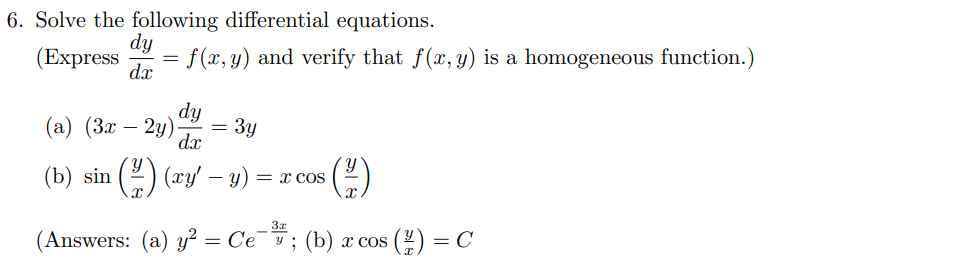 6. Solve the following differential equations.
(Express dy/dx = f(x, y) and verify that f(x, y) is a homogeneous function.)
(a) (3x − 2y) dy/dx = 3y
(b) sin (y/x) (xy′ − y) = x cos (y/x)
(Answers: (a) y² = Ce^(−3x/y); (b) x cos (y/x) = C